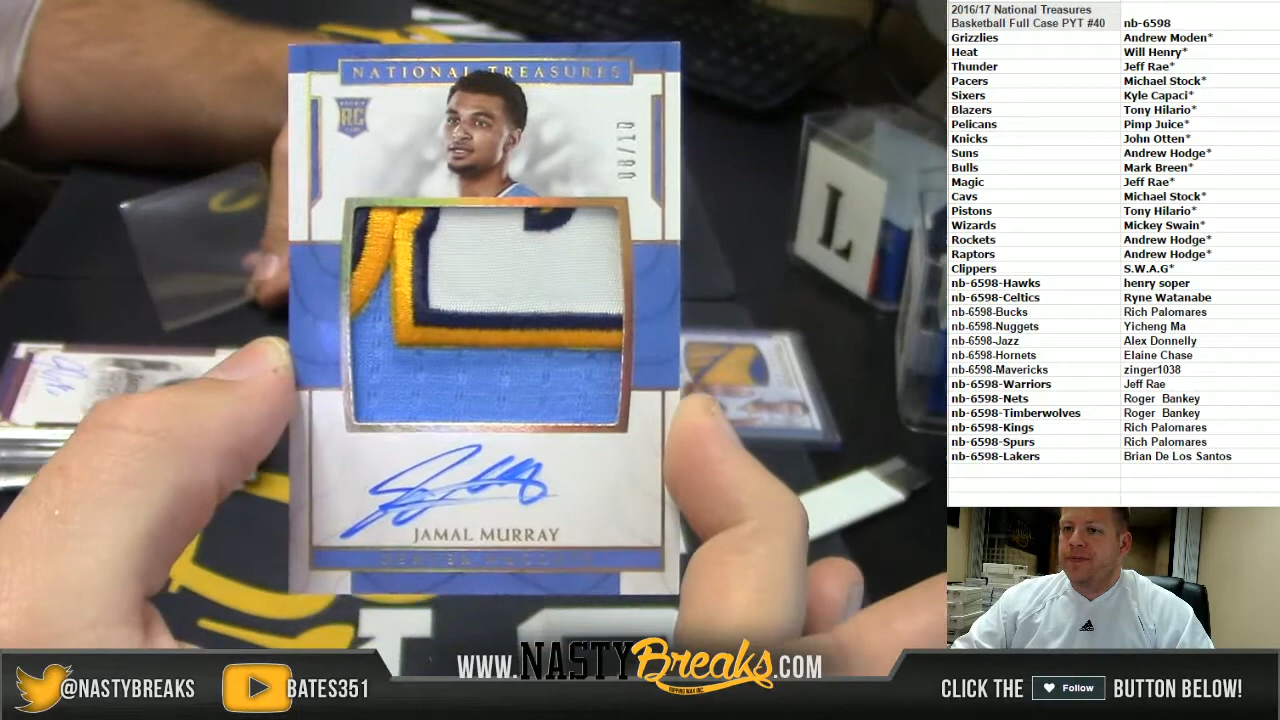 NATIONAL TREASURES
ROOKIE
RC
08/10
JAMAL MURRAY
DENVER NUGGETS
L
2016/17 National Treasures
Basketball Full Case PYT #40 nb-6598
Grizzlies Andrew Moden*
Heat Will Henry*
Thunder Jeff Rae*
Pacers Michael Stock*
Sixers Kyle Capaci*
Blazers Tony Hilario*
Pelicans Pimp Juice*
Knicks John Otten*
Suns Andrew Hodge*
Bulls Mark Breen*
Magic Jeff Rae*
Cavs Michael Stock*
Pistons Tony Hilario*
Wizards Mickey Swain*
Rockets Andrew Hodge*
Raptors Andrew Hodge*
Clippers S.W.A.G*
nb-6598-Hawks henry soper
nb-6598-Celtics Ryne Watanabe
nb-6598-Bucks Rich Palomares
nb-6598-Nuggets Yicheng Ma
nb-6598-Jazz Alex Donnelly
nb-6598-Hornets Elaine Chase
nb-6598-Mavericks zinger1038
nb-6598-Warriors Jeff Rae
nb-6598-Nets Roger Bankey
nb-6598-Timberwolves Roger Bankey
nb-6598-Kings Rich Palomares
nb-6598-Spurs Rich Palomares
nb-6598-Lakers Brian De Los Santos
@NASTYBREAKS
BATES351
WWW.NASTYBreaks.COM
RIPPING WAX INC.
CLICK THE Follow BUTTON BELOW!